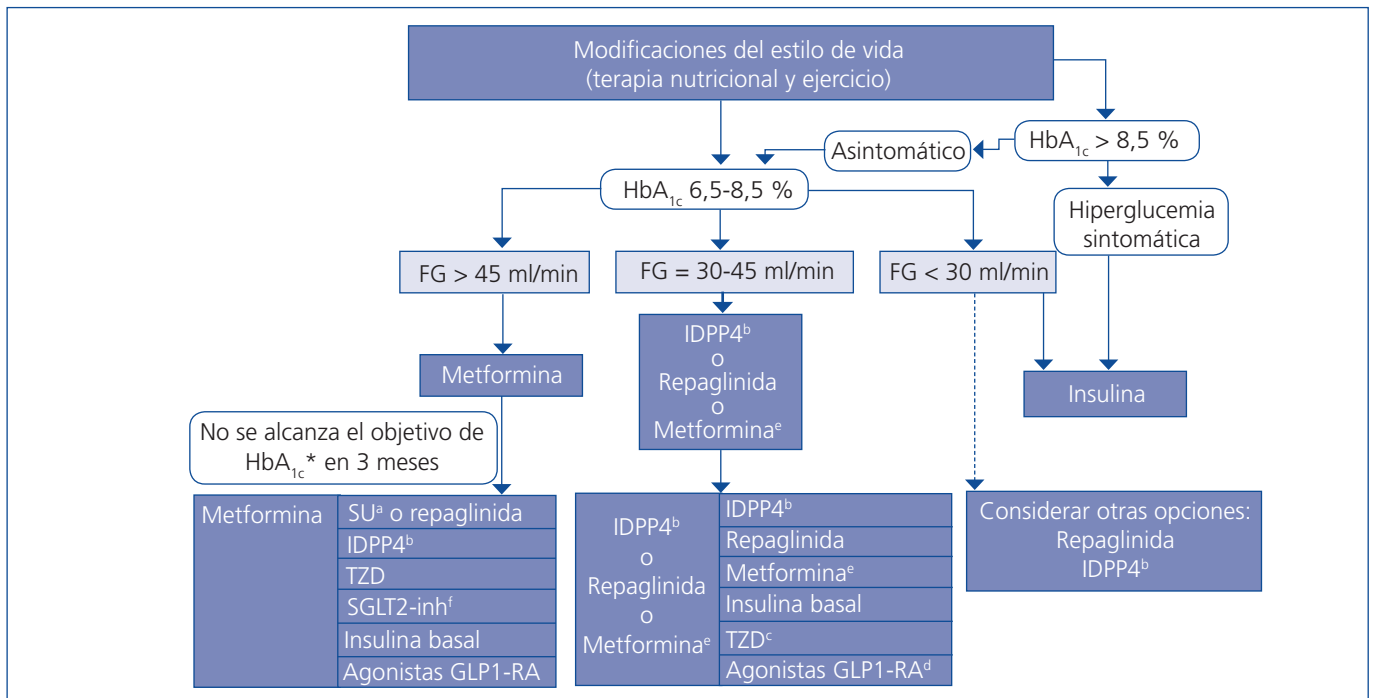 Modificaciones del estilo de vida
(terapia nutricional y ejercicio)
HbA1c > 8,5 %
Asintomático
HbA1c 6,5-8,5 %
Hiperglucemia
sintomática
FG > 45 ml/min
FG = 30-45 ml/min
FG < 30 ml/min
IDPP4b
o
Repaglinida
o
Metforminae
Metformina
Insulina
No se alcanza el objetivo de
HbA1c* en 3 meses
Metformina
SUa o repaglinida
IDPP4b
TZD
SGLT2-inhf
Insulina basal
Agonistas GLP1-RA
IDPP4b
o
Repaglinida
o
Metforminae
IDPP4b
Repaglinida
Metforminae
Insulina basal
TZDc
Agonistas GLP1-RAd
Considerar otras opciones:
Repaglinida
IDPP4b